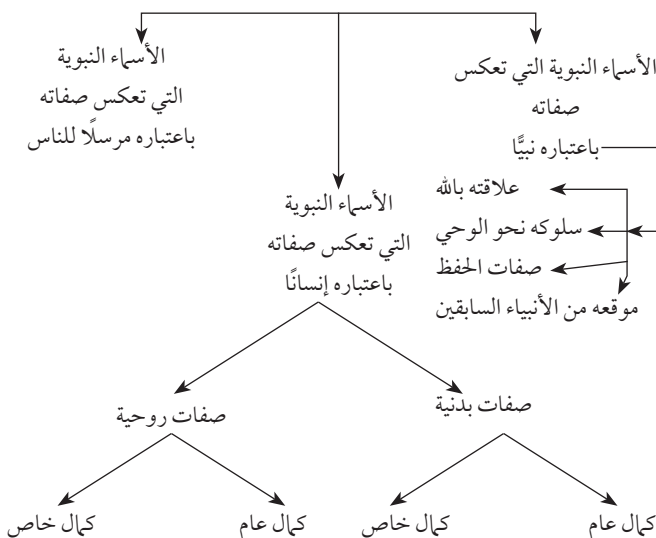 الأسماء النبوية التي تعكس
صفاته
باعتباره نبيًّا
علاقته بالله
سلوكه نحو الوحي
صفات الحفظ
موقعه من الأنبياء السابقين
الأسماء النبوية
التي تعكس صفاته
باعتباره إنسانًا
الأسماء النبوية
التي تعكس صفاته
باعتباره مرسلًا للناس
صفات بدنية
صفات روحية
كمال عام
كمال خاص
كمال عام
كمال خاص